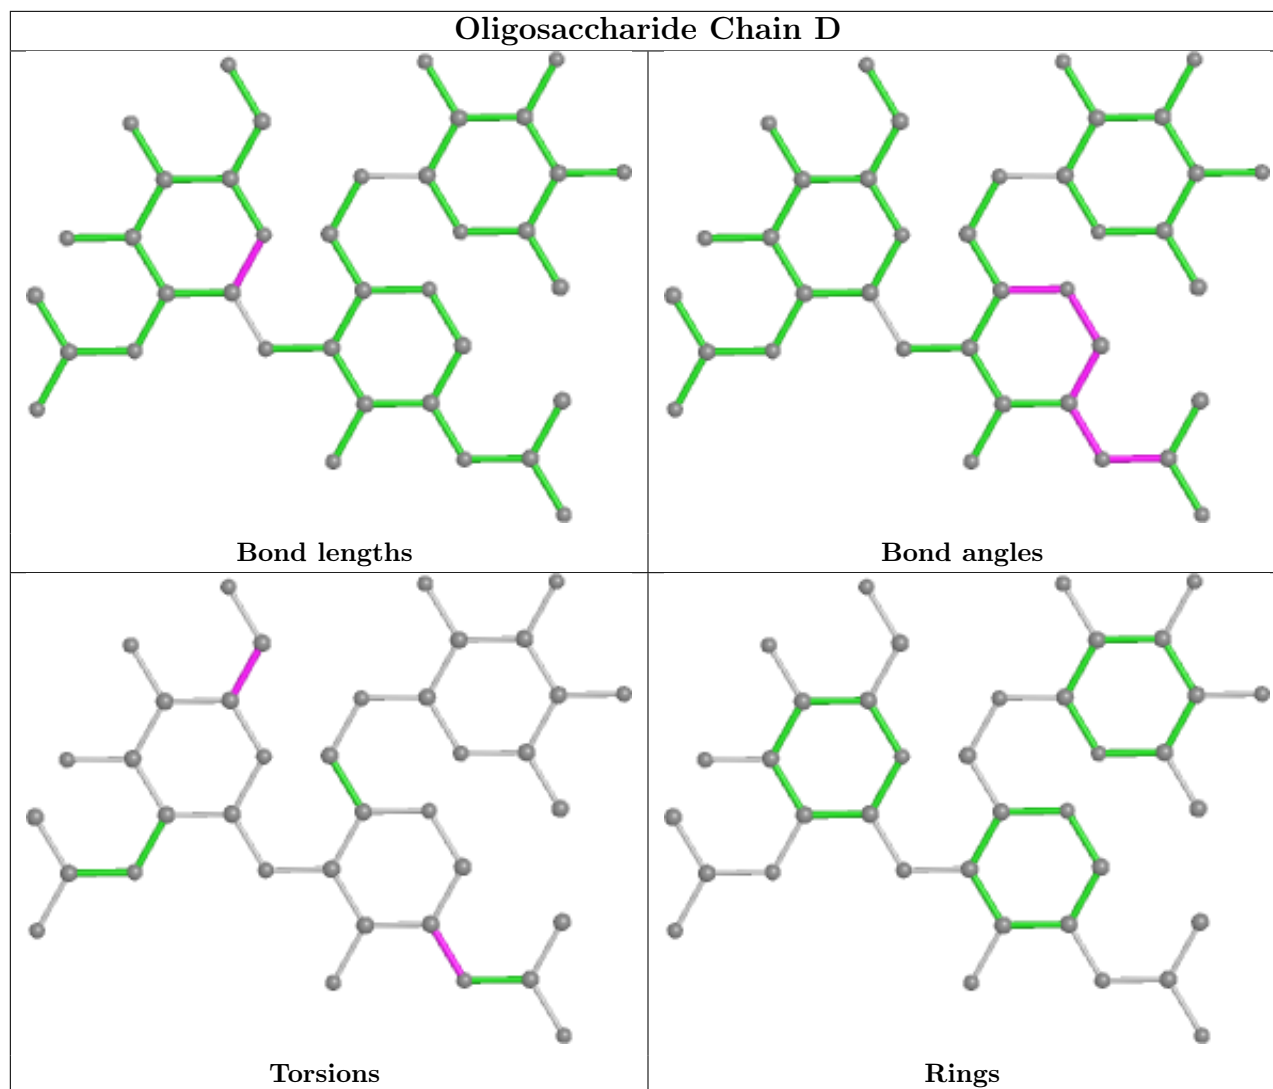 Oligosaccharide Chain D
Bond lengths
Bond angles
Torsions
Rings